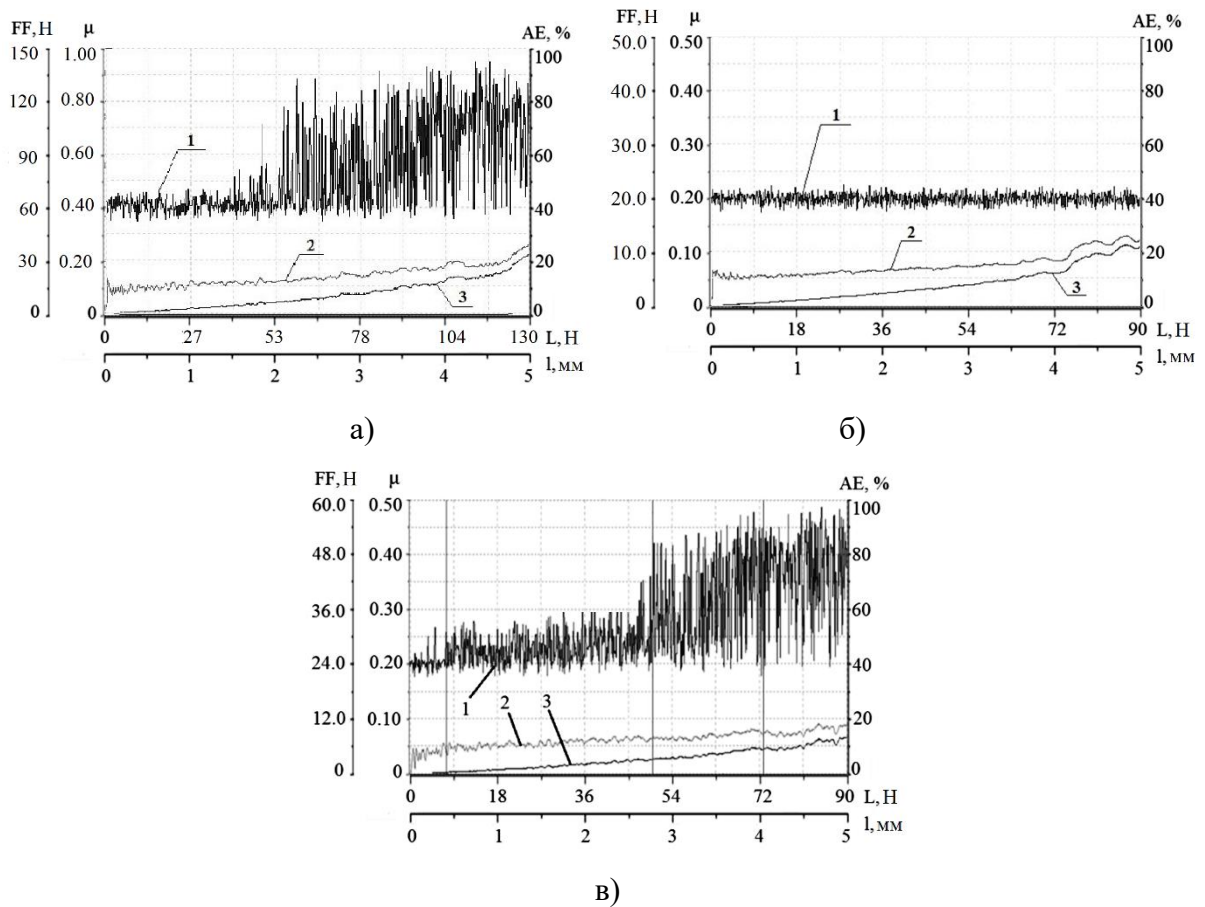 FF, Н μ AE, %
150 1.00 100
120 0.80 80
90 0.60 60
60 0.40 40
30 0.20 20
0 0 0
1
2
3
0 27 53 78 104 130
L, Н
0 1 2 3 4 5
l, мм
а)
FF, Н μ AE, %
50.0 0.50 100
40.0 0.40 80
30.0 0.30 60
20.0 0.20 40
10.0 0.10 20
0 0 0
1
2
3
0 18 36 54 72 90
L, Н
0 1 2 3 4 5
l, мм
б)
FF, Н μ AE, %
60.0 0.50 100
48.0 0.40 80
36.0 0.30 60
24.0 0.20 40
12.0 0.10 20
0 0 0
1 2 3
0 18 36 54 72 90 L, Н
0 1 2 3 4 5 l, мм
в)